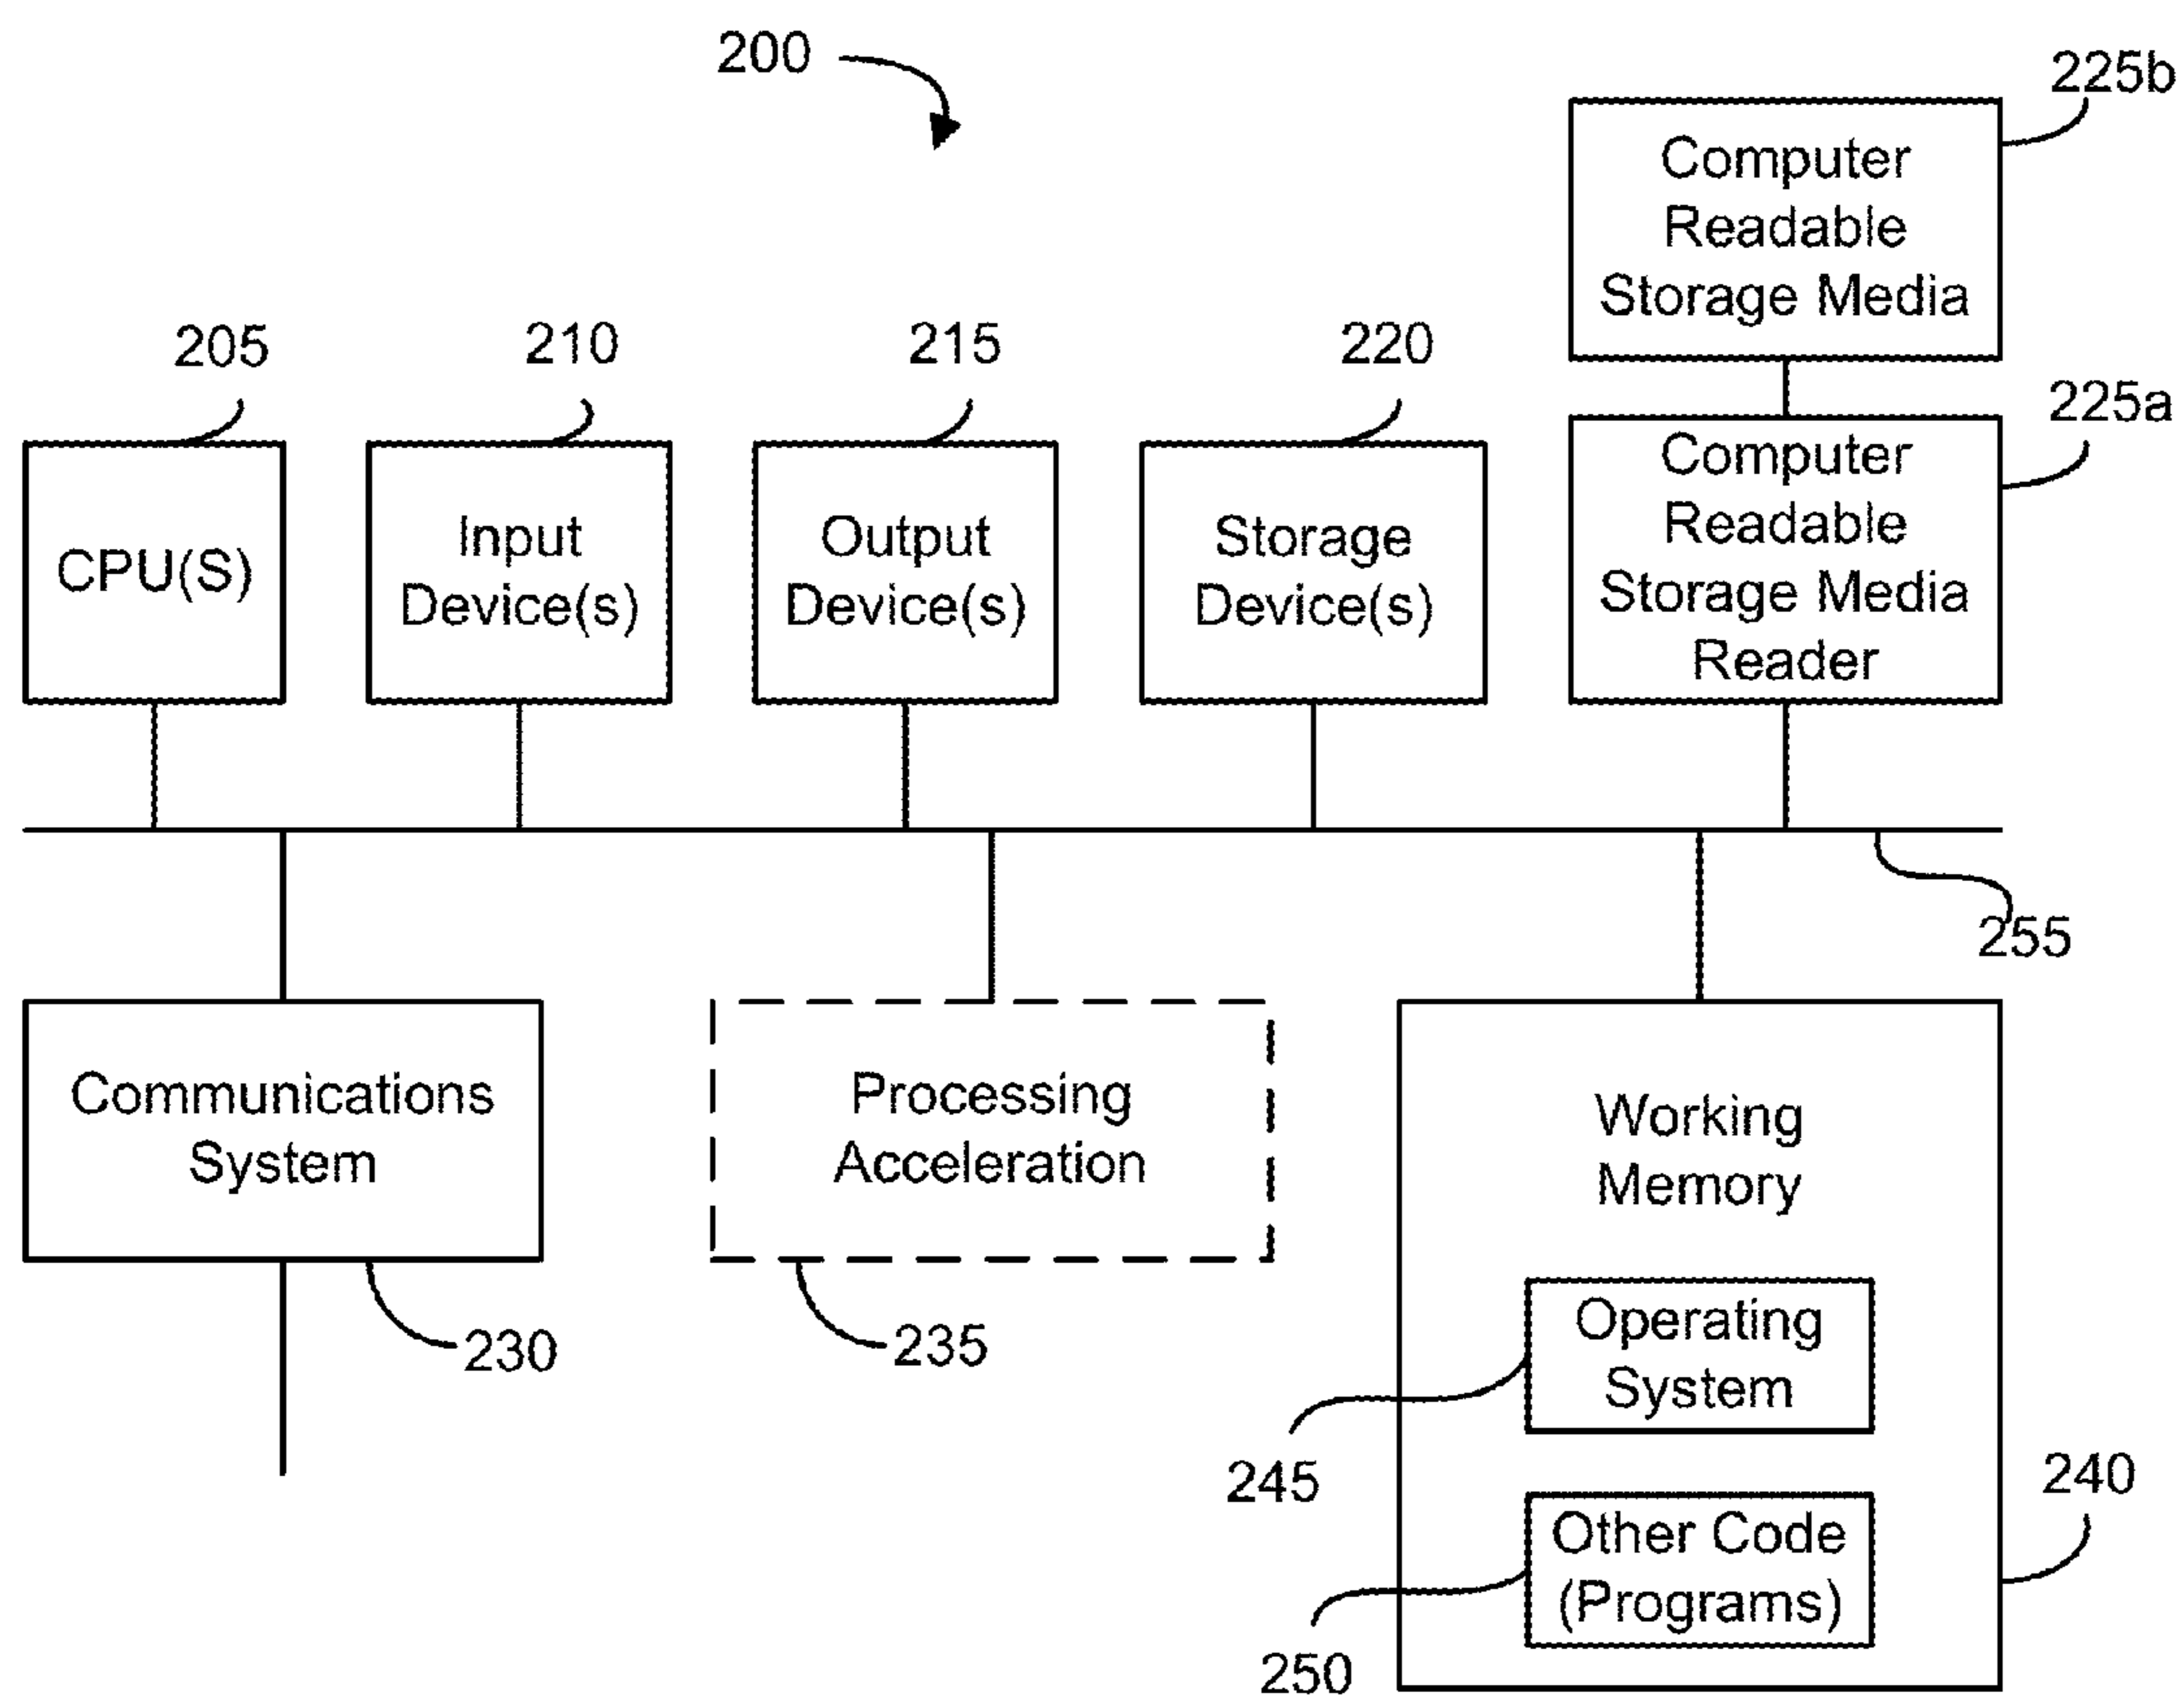 200
225b
Computer
Readable
Storage Media
205
210
215
220
225a
CPU(S)
Input
Device(s)
Output
Device(s)
Storage
Device(s)
Computer
Readable
Storage Media
Reader
255
Communications
System
230
Processing
Acceleration
235
Working
Memory
Operating
System
245
240
Other Code
(Programs)
250